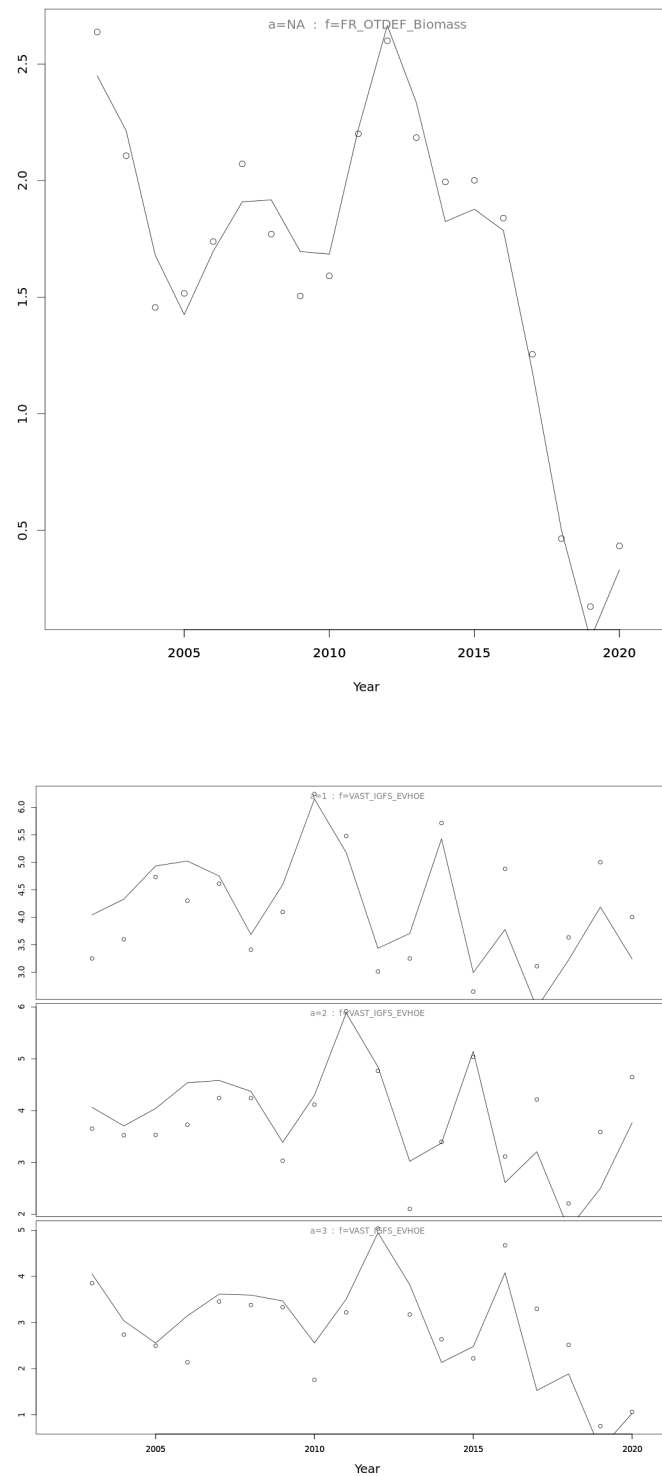 a=NA : f=FR_OTDEF_Biomass
2.5
2.0
1.5
1.0
0.5
2005 2010 2015 2020
Year
a=1 : f=VAST_IGFS_EVHOE
6.0
5.5
5.0
4.5
4.0
3.5
3.0
a=2 : f=VAST_IGFS_EVHOE
6
5
4
3
2
a=3 : f=VAST_IGFS_EVHOE
5
4
3
2
1
2005 2010 2015 2020
Year